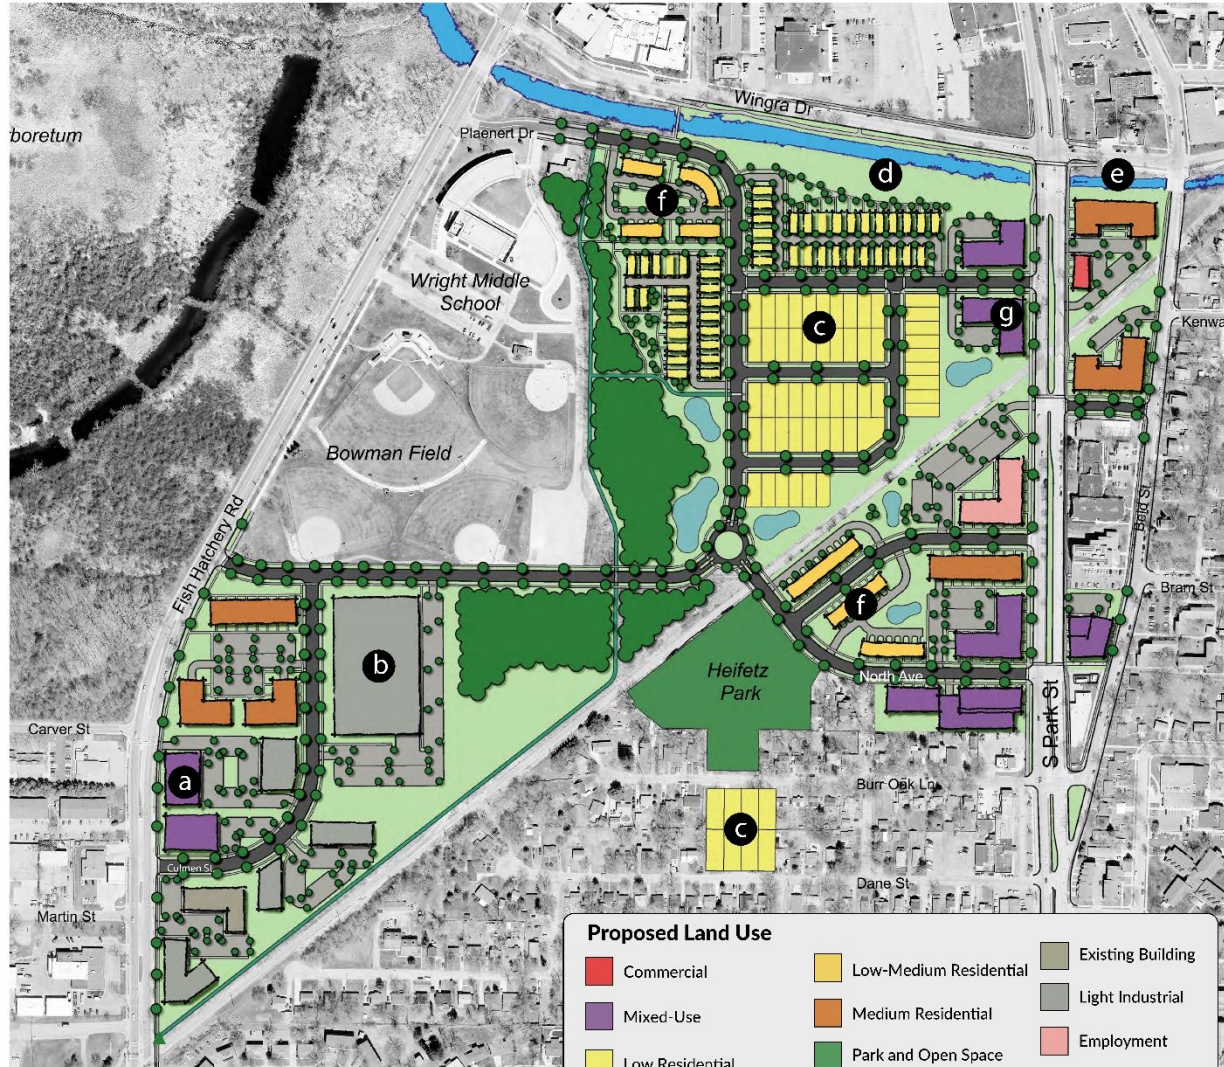 Wingra Dr
boretum
Plaenert Dr
d
e
f
Wright Middle
School
c
g
Kenwa
Bowman Field
Fish Hatchery Rd
Beld St
Bram St
f
b
Heifetz
Park
North Ave
S Park St
Carver St
a
Burr Oak Ln
c
Culmen St
Dane St
Martin St
Proposed Land Use
Commercial
Mixed-Use
Low Residential
Low-Medium Residential
Medium Residential
Park and Open Space
Existing Building
Light Industrial
Employment